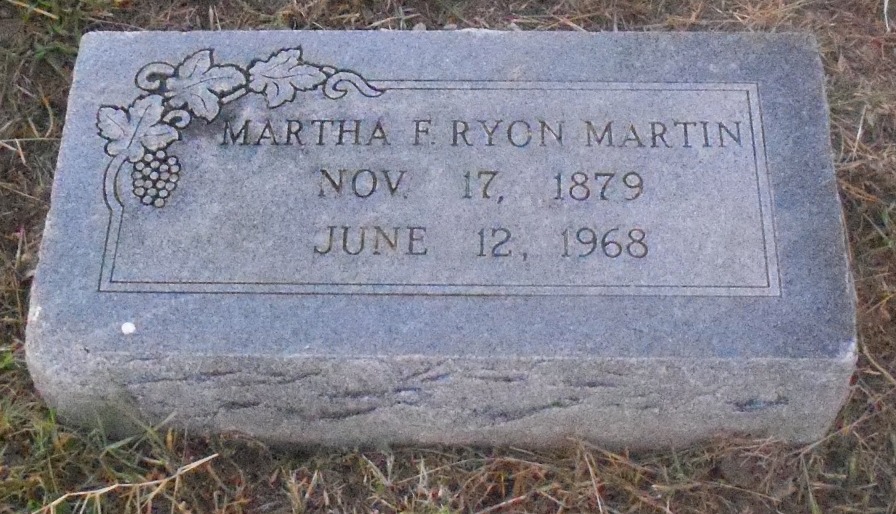 MARTHA F. RYON MARTIN
NOV. 17, 1879
JUNE 12, 1968